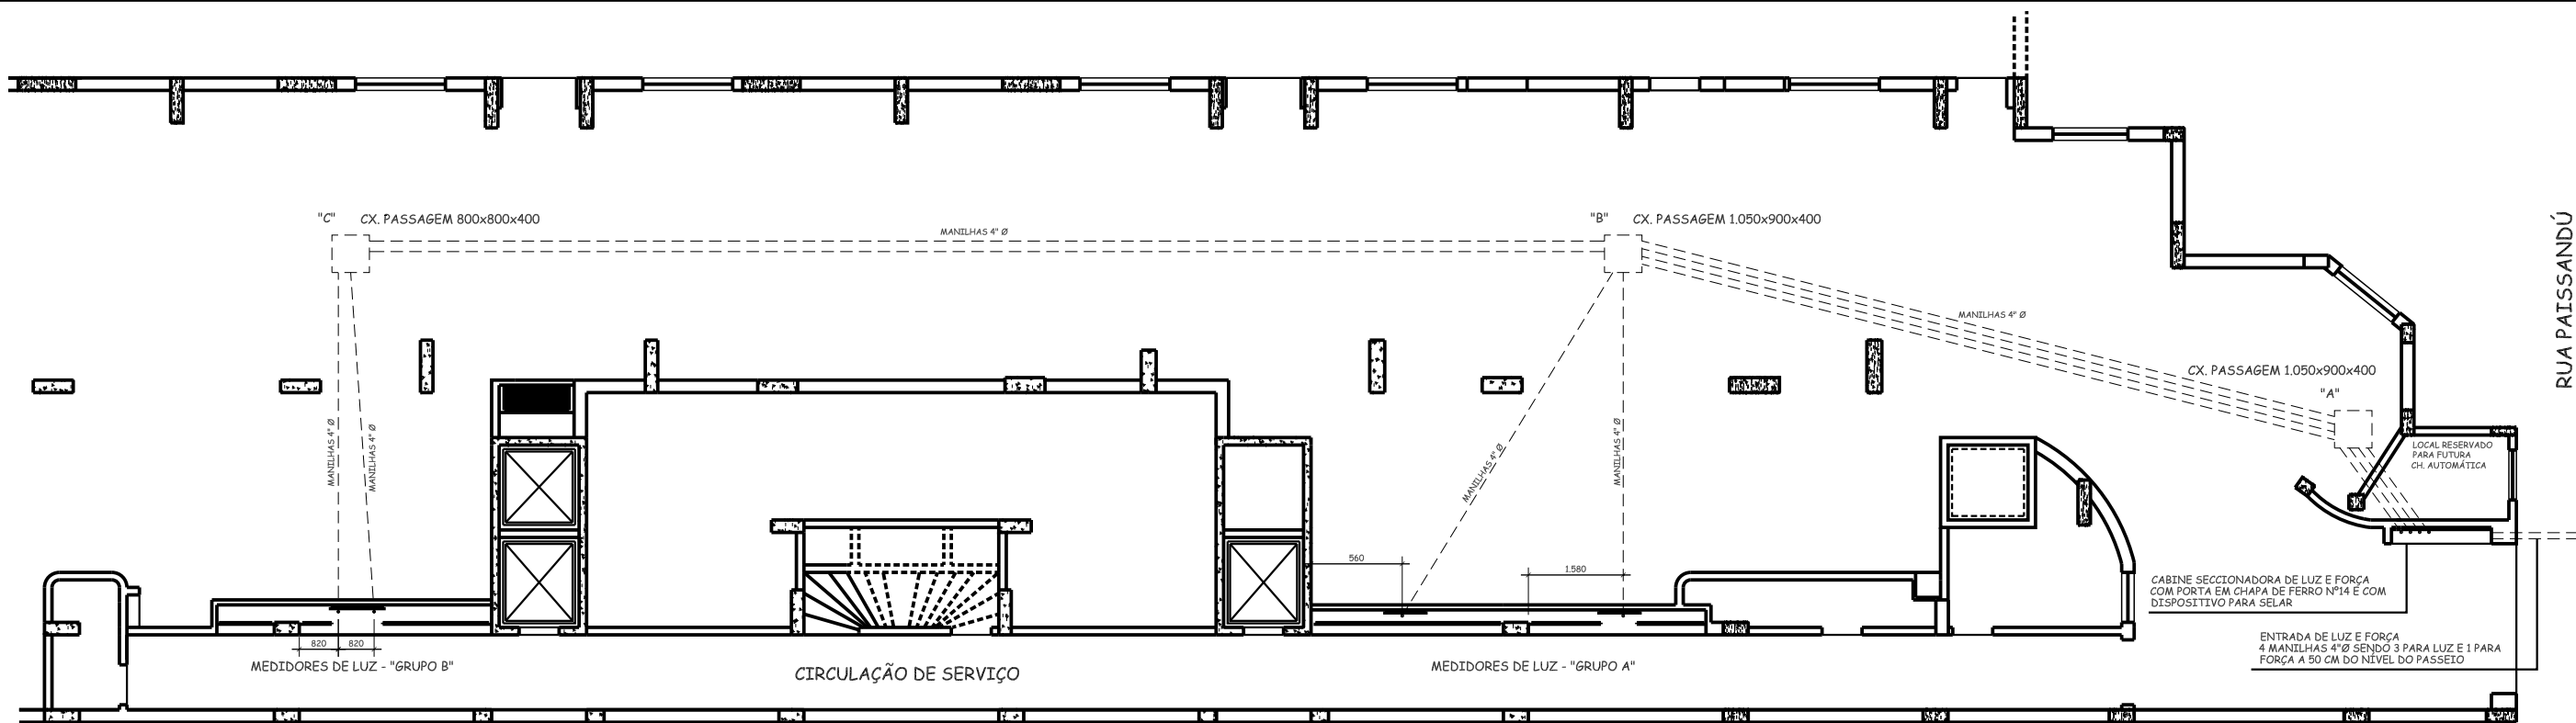 "C" CX. PASSAGEM 800x800x400
MANILHAS 4" Ø
"B" CX. PASSAGEM 1.050x900x400
RUA PAISSANDÚ
MANILHAS 4" Ø
CX. PASSAGEM 1.050x900x400
"A"
MANILHAS 4" Ø
MANILHAS 4" Ø
MANILHAS 4" Ø
MANILHAS 4" Ø
LOCAL RESERVADO
PARA FUTURA
CH. AUTOMÁTICA
560
1.580
CABINE SECCIONADORA DE LUZ E FORÇA
COM PORTA EM CHAPA DE FERRO Nº14 E COM
DISPOSITIVO PARA SELAR
820
820
MEDIDORES DE LUZ - "GRUPO B"
CIRCULAÇÃO DE SERVIÇO
MEDIDORES DE LUZ - "GRUPO A"
ENTRADA DE LUZ E FORÇA
4 MANILHAS 4"Ø SENDO 3 PARA LUZ E 1 PARA
FORÇA A 50 CM DO NÍVEL DO PASSEIO